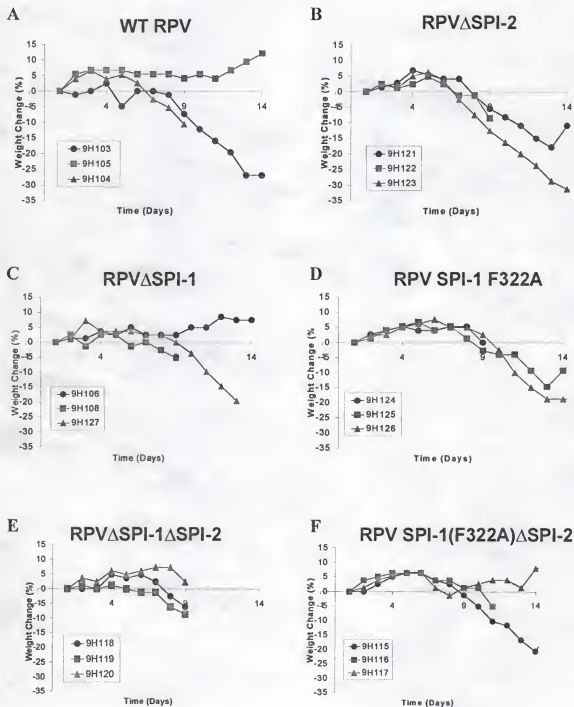 A
WT RPV
Weight Change (%)
15
10
5
0
-5
-10
-15
-20
-25
-30
-35
4
9
14
9H103
9H105
9H104
Time (Days)
B
RPVΔSPI-2
Weight Change (%)
15
10
5
0
-5
-10
-15
-20
-25
-30
-35
4
9
14
9H121
9H122
9H123
Time (Days)
C
RPVΔSPI-1
Weight Change (%)
15
10
5
0
-5
-10
-15
-20
-25
-30
-35
4
9
14
9H106
9H108
9H127
Time (Days)
D
RPV SPI-1 F322A
Weight Change (%)
15
10
5
0
-5
-10
-15
-20
-25
-30
-35
4
9
14
9H124
9H125
9H126
Time (Days)
E
RPVΔSPI-1ΔSPI-2
Weight Change (%)
15
10
5
0
-5
-10
-15
-20
-25
-30
-35
4
9
14
9H118
9H119
9H120
Time (Days)
F
RPV SPI-1(F322A)ΔSPI-2
Weight Change (%)
15
10
5
0
-5
-10
-15
-20
-25
-30
-35
4
9
14
9H115
9H116
9H117
Time (Days)